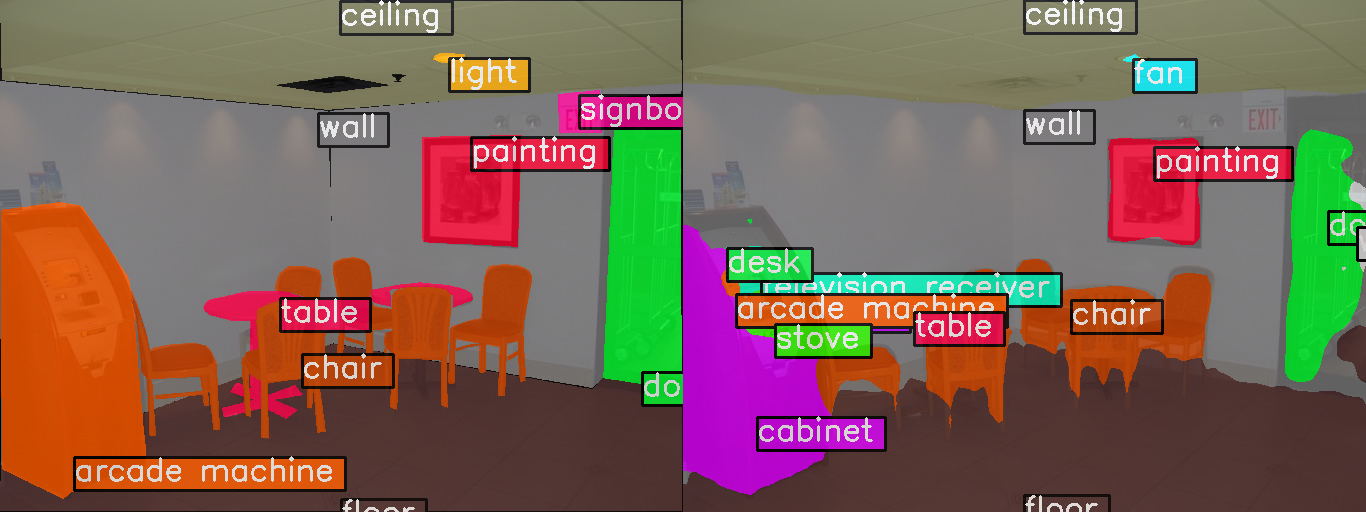 ceiling
light
signbo
EXIT
wall
painting
table
chair
do
arcade machine
floor
ceiling
fan
wall
EXIT
painting
do
desk
television receiver
arcade machine
table
stove
chair
cabinet
floor